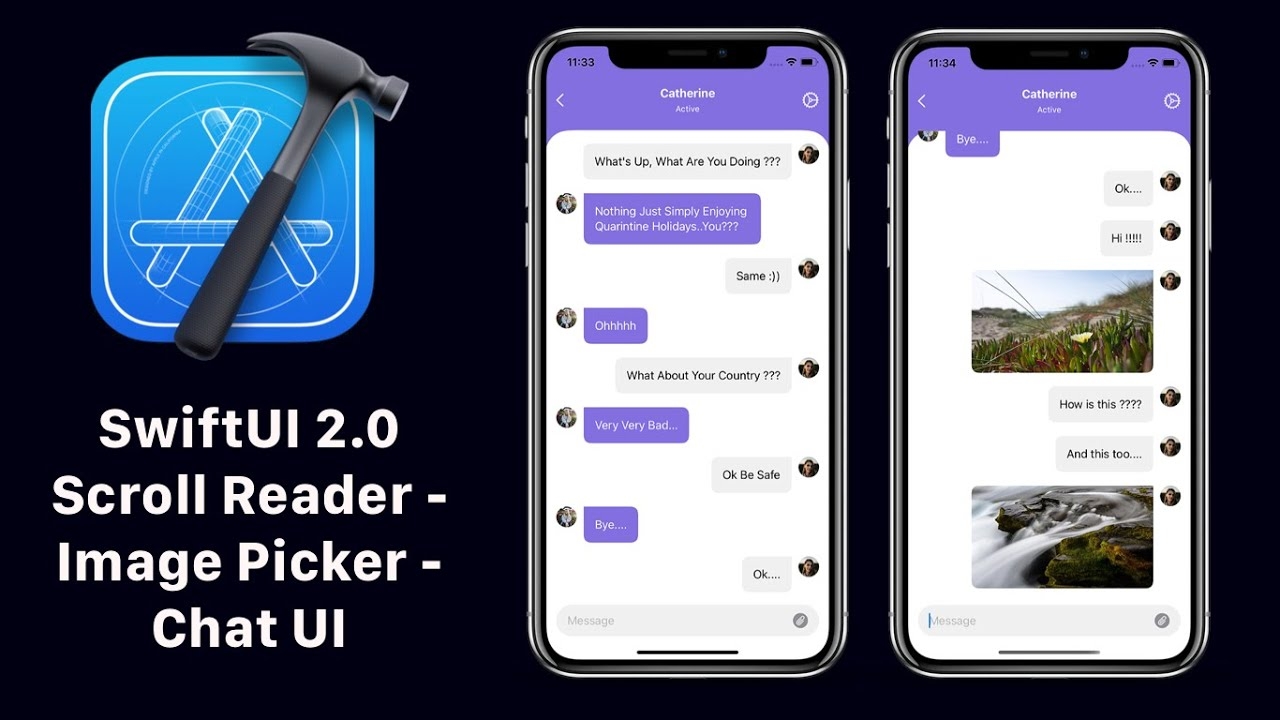 SwiftUI 2.0
Scroll Reader -
Image Picker -
Chat UI
11:33
Catherine
Active
What's Up, What Are You Doing ???
Nothing Just Simply Enjoying
Quarintine Holidays..You???
Same :))
Ohhhhh
What About Your Country ???
Very Very Bad...
Ok Be Safe
Bye....
Ok....
Message
11:34
Catherine
Active
Bye....
Ok....
Hi !!!!!
How is this ????
And this too....
Message